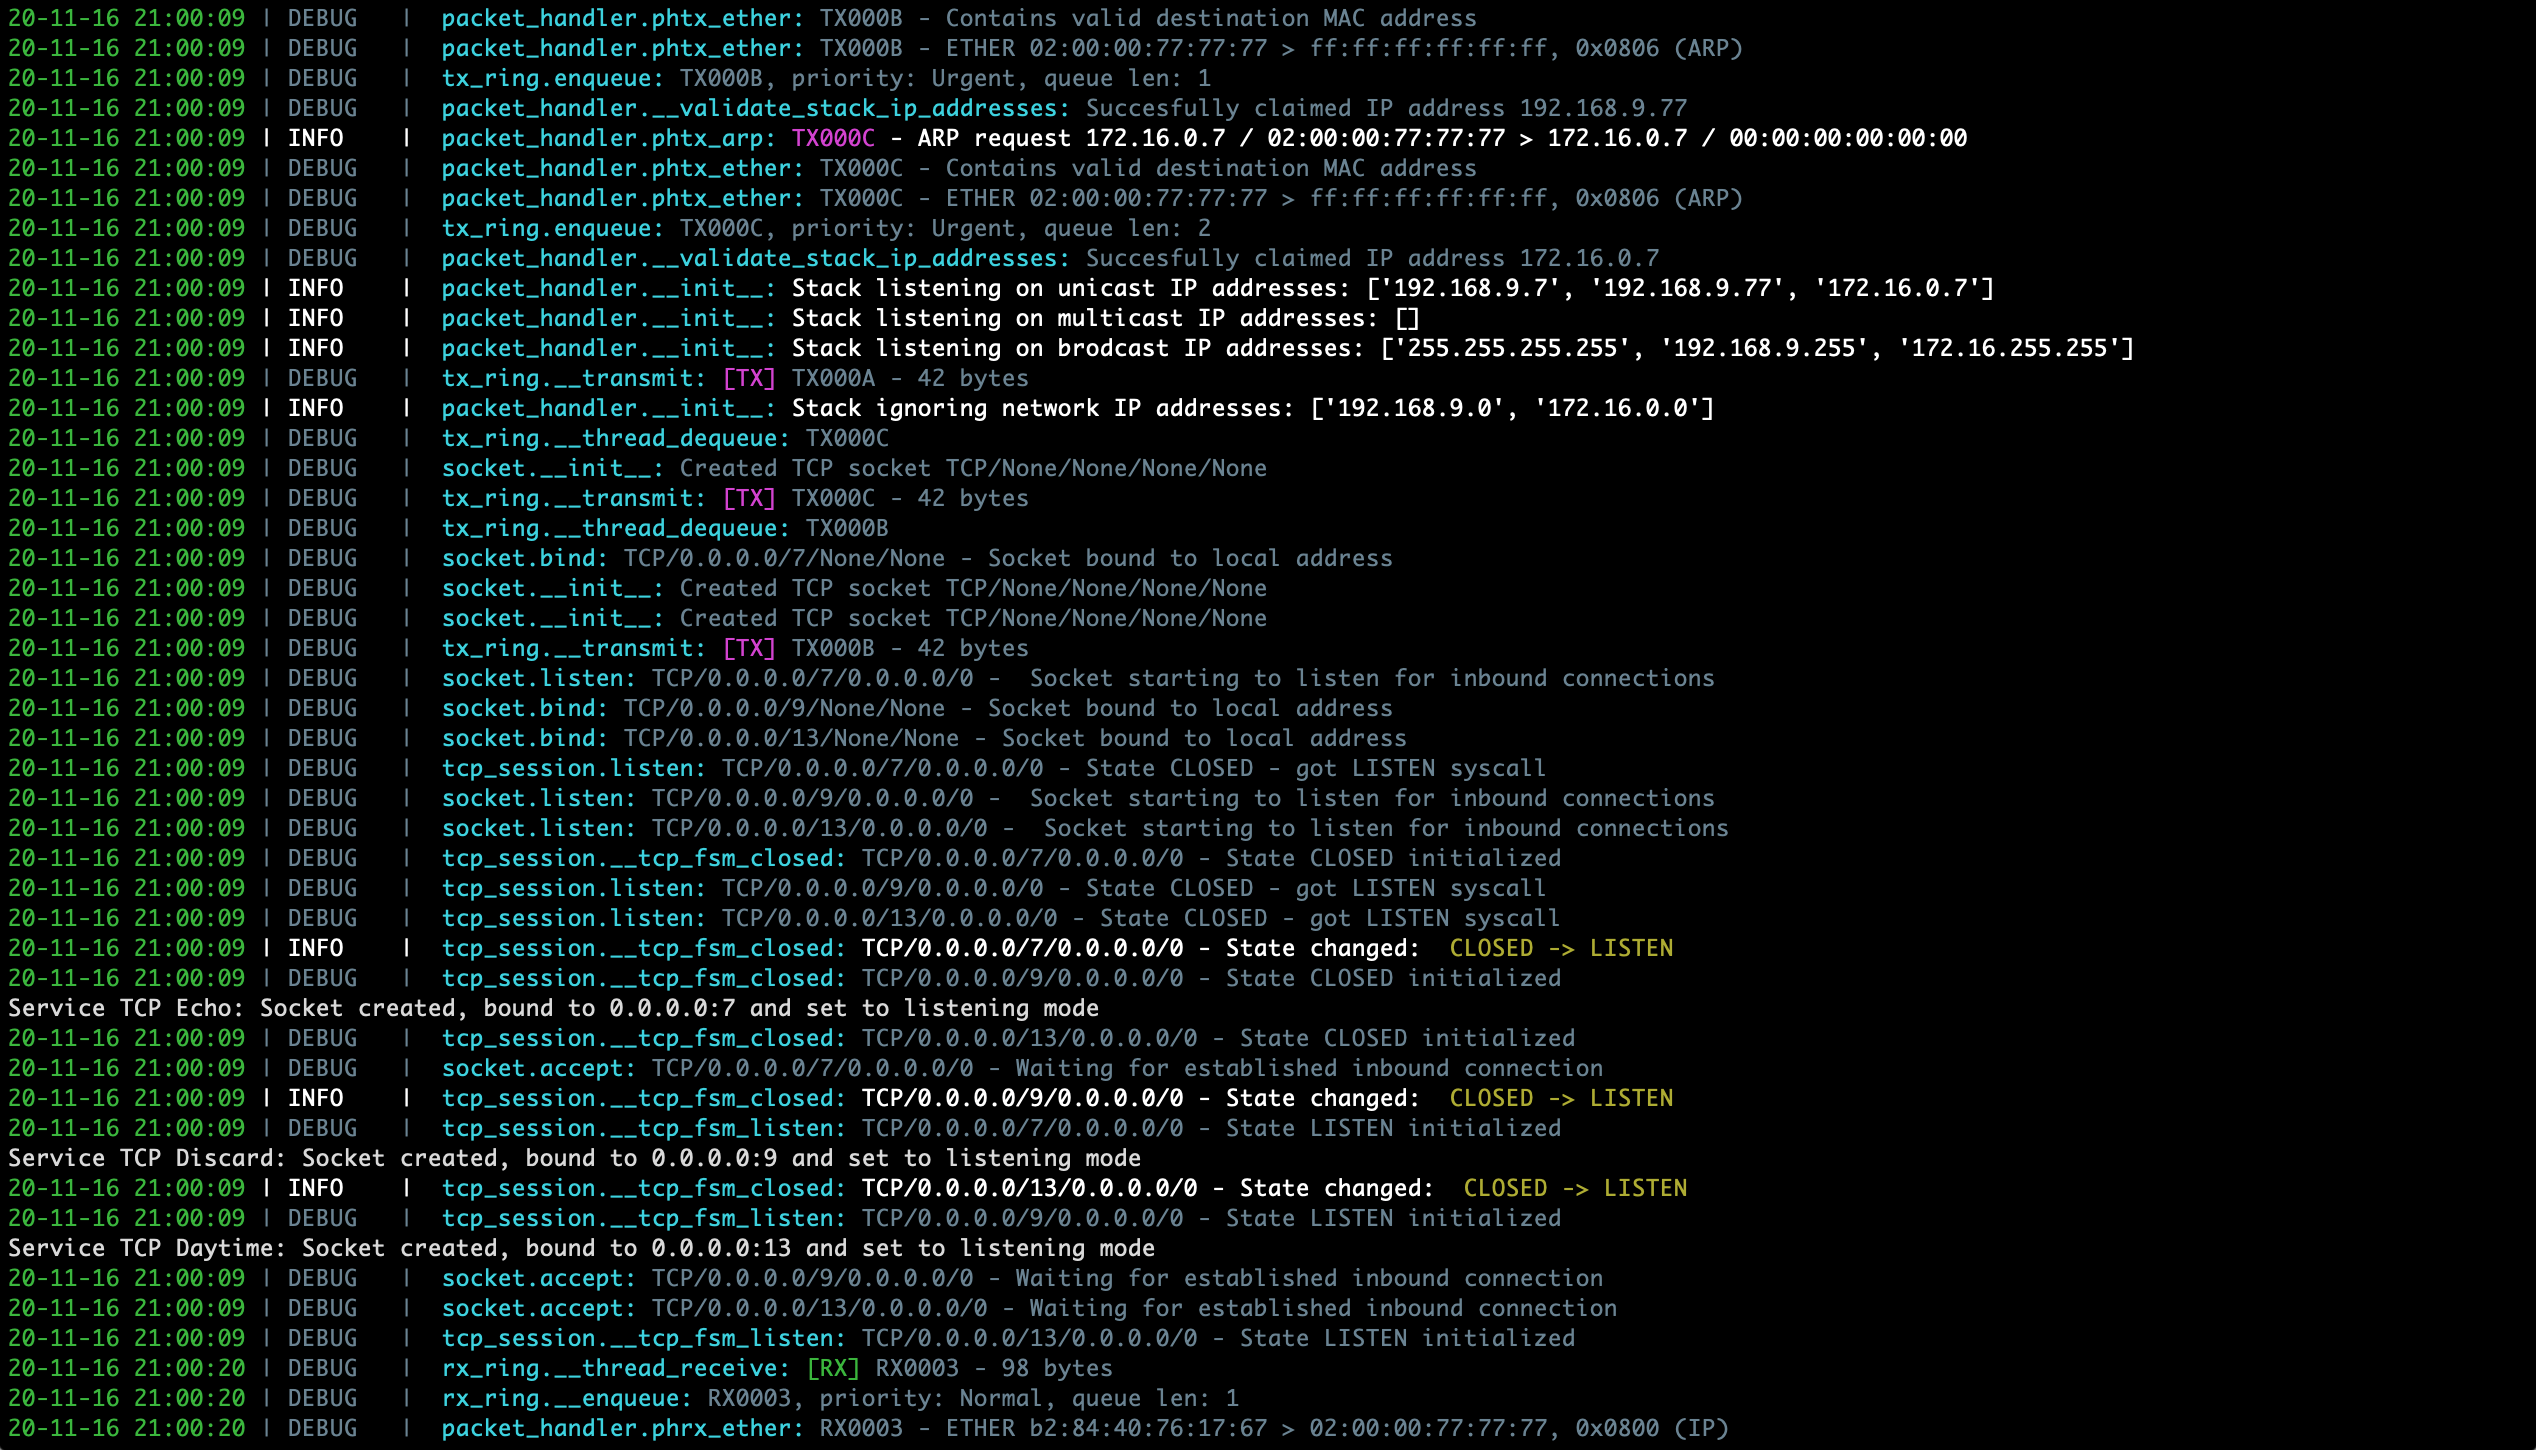 20-11-16 21:00:09 | DEBUG   |  packet_handler.phtx_ether: TX000B - Contains valid destination MAC address
20-11-16 21:00:09 | DEBUG   |  packet_handler.phtx_ether: TX000B - ETHER 02:00:00:77:77:77 > ff:ff:ff:ff:ff:ff, 0x0806 (ARP)
20-11-16 21:00:09 | DEBUG   |  tx_ring.enqueue: TX000B, priority: Urgent, queue len: 1
20-11-16 21:00:09 | DEBUG   |  packet_handler.__validate_stack_ip_addresses: Succesfully claimed IP address 192.168.9.77
20-11-16 21:00:09 | INFO    |  packet_handler.phtx_arp: TX000C - ARP request 172.16.0.7 / 02:00:00:77:77:77 > 172.16.0.7 / 00:00:00:00:00:00
20-11-16 21:00:09 | DEBUG   |  packet_handler.phtx_ether: TX000C - Contains valid destination MAC address
20-11-16 21:00:09 | DEBUG   |  packet_handler.phtx_ether: TX000C - ETHER 02:00:00:77:77:77 > ff:ff:ff:ff:ff:ff, 0x0806 (ARP)
20-11-16 21:00:09 | DEBUG   |  tx_ring.enqueue: TX000C, priority: Urgent, queue len: 2
20-11-16 21:00:09 | DEBUG   |  packet_handler.__validate_stack_ip_addresses: Succesfully claimed IP address 172.16.0.7
20-11-16 21:00:09 | INFO    |  packet_handler.__init__: Stack listening on unicast IP addresses: ['192.168.9.7', '192.168.9.77', '172.16.0.7']
20-11-16 21:00:09 | INFO    |  packet_handler.__init__: Stack listening on multicast IP addresses: []
20-11-16 21:00:09 | INFO    |  packet_handler.__init__: Stack listening on brodcast IP addresses: ['255.255.255.255', '192.168.9.255', '172.16.255.255']
20-11-16 21:00:09 | DEBUG   |  tx_ring.__transmit: [TX] TX000A - 42 bytes
20-11-16 21:00:09 | INFO    |  packet_handler.__init__: Stack ignoring network IP addresses: ['192.168.9.0', '172.16.0.0']
20-11-16 21:00:09 | DEBUG   |  tx_ring.__thread_dequeue: TX000C
20-11-16 21:00:09 | DEBUG   |  socket.__init__: Created TCP socket TCP/None/None/None/None
20-11-16 21:00:09 | DEBUG   |  tx_ring.__transmit: [TX] TX000C - 42 bytes
20-11-16 21:00:09 | DEBUG   |  tx_ring.__thread_dequeue: TX000B
20-11-16 21:00:09 | DEBUG   |  socket.bind: TCP/0.0.0.0/7/None/None - Socket bound to local address
20-11-16 21:00:09 | DEBUG   |  socket.__init__: Created TCP socket TCP/None/None/None/None
20-11-16 21:00:09 | DEBUG   |  socket.__init__: Created TCP socket TCP/None/None/None/None
20-11-16 21:00:09 | DEBUG   |  tx_ring.__transmit: [TX] TX000B - 42 bytes
20-11-16 21:00:09 | DEBUG   |  socket.listen: TCP/0.0.0.0/7/0.0.0.0/0 -  Socket starting to listen for inbound connections
20-11-16 21:00:09 | DEBUG   |  socket.bind: TCP/0.0.0.0/9/None/None - Socket bound to local address
20-11-16 21:00:09 | DEBUG   |  socket.bind: TCP/0.0.0.0/13/None/None - Socket bound to local address
20-11-16 21:00:09 | DEBUG   |  tcp_session.listen: TCP/0.0.0.0/7/0.0.0.0/0 - State CLOSED - got LISTEN syscall
20-11-16 21:00:09 | DEBUG   |  socket.listen: TCP/0.0.0.0/9/0.0.0.0/0 -  Socket starting to listen for inbound connections
20-11-16 21:00:09 | DEBUG   |  socket.listen: TCP/0.0.0.0/13/0.0.0.0/0 -  Socket starting to listen for inbound connections
20-11-16 21:00:09 | DEBUG   |  tcp_session.__tcp_fsm_closed: TCP/0.0.0.0/7/0.0.0.0/0 - State CLOSED initialized
20-11-16 21:00:09 | DEBUG   |  tcp_session.listen: TCP/0.0.0.0/9/0.0.0.0/0 - State CLOSED - got LISTEN syscall
20-11-16 21:00:09 | DEBUG   |  tcp_session.listen: TCP/0.0.0.0/13/0.0.0.0/0 - State CLOSED - got LISTEN syscall
20-11-16 21:00:09 | INFO    |  tcp_session.__tcp_fsm_closed: TCP/0.0.0.0/7/0.0.0.0/0 - State changed:  CLOSED -> LISTEN
20-11-16 21:00:09 | DEBUG   |  tcp_session.__tcp_fsm_closed: TCP/0.0.0.0/9/0.0.0.0/0 - State CLOSED initialized
Service TCP Echo: Socket created, bound to 0.0.0.0:7 and set to listening mode
20-11-16 21:00:09 | DEBUG   |  tcp_session.__tcp_fsm_closed: TCP/0.0.0.0/13/0.0.0.0/0 - State CLOSED initialized
20-11-16 21:00:09 | DEBUG   |  socket.accept: TCP/0.0.0.0/7/0.0.0.0/0 - Waiting for established inbound connection
20-11-16 21:00:09 | INFO    |  tcp_session.__tcp_fsm_closed: TCP/0.0.0.0/9/0.0.0.0/0 - State changed:  CLOSED -> LISTEN
20-11-16 21:00:09 | DEBUG   |  tcp_session.__tcp_fsm_listen: TCP/0.0.0.0/7/0.0.0.0/0 - State LISTEN initialized
Service TCP Discard: Socket created, bound to 0.0.0.0:9 and set to listening mode
20-11-16 21:00:09 | INFO    |  tcp_session.__tcp_fsm_closed: TCP/0.0.0.0/13/0.0.0.0/0 - State changed:  CLOSED -> LISTEN
20-11-16 21:00:09 | DEBUG   |  tcp_session.__tcp_fsm_listen: TCP/0.0.0.0/9/0.0.0.0/0 - State LISTEN initialized
Service TCP Daytime: Socket created, bound to 0.0.0.0:13 and set to listening mode
20-11-16 21:00:09 | DEBUG   |  socket.accept: TCP/0.0.0.0/9/0.0.0.0/0 - Waiting for established inbound connection
20-11-16 21:00:09 | DEBUG   |  socket.accept: TCP/0.0.0.0/13/0.0.0.0/0 - Waiting for established inbound connection
20-11-16 21:00:09 | DEBUG   |  tcp_session.__tcp_fsm_listen: TCP/0.0.0.0/13/0.0.0.0/0 - State LISTEN initialized
20-11-16 21:00:20 | DEBUG   |  rx_ring.__thread_receive: [RX] RX0003 - 98 bytes
20-11-16 21:00:20 | DEBUG   |  rx_ring.__enqueue: RX0003, priority: Normal, queue len: 1
20-11-16 21:00:20 | DEBUG   |  packet_handler.phrx_ether: RX0003 - ETHER b2:84:40:76:17:67 > 02:00:00:77:77:77, 0x0800 (IP)